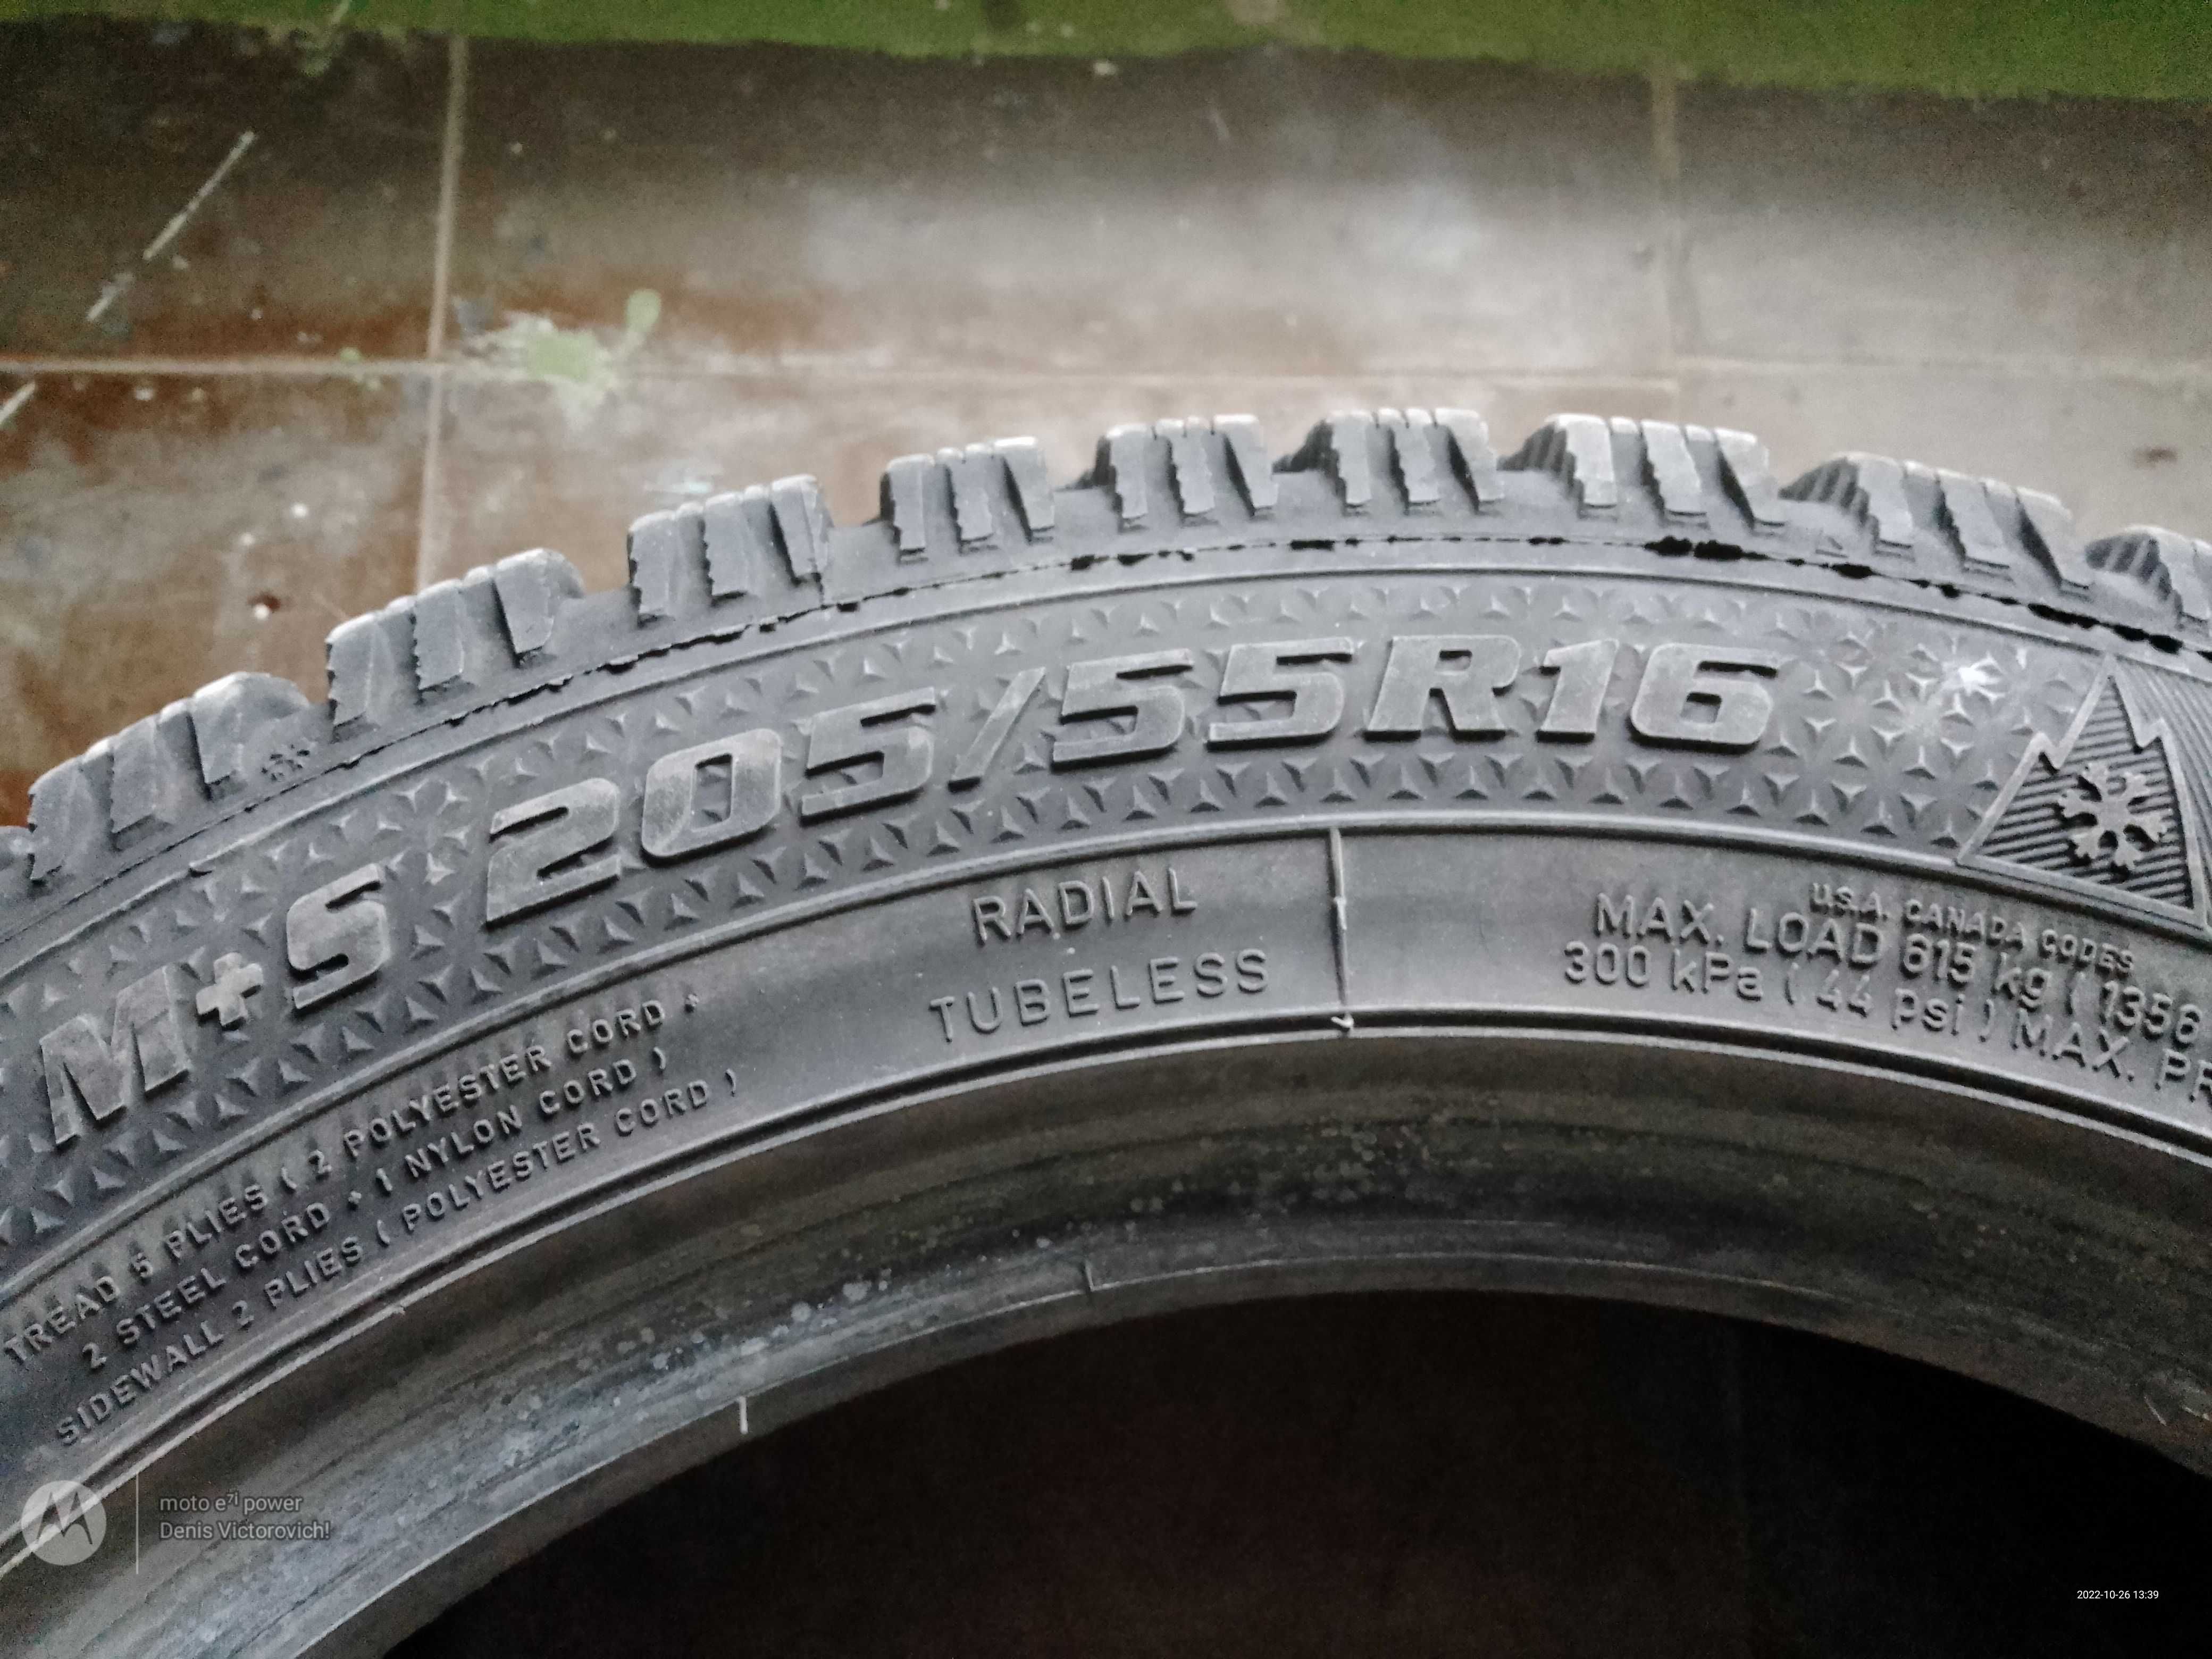 M+S 205/55R16
RADIAL
TUBELESS
TREAD 5 PLIES ( 2 POLYESTER CORD +
2 STEEL CORD + 1 NYLON CORD )
SIDEWALL 2 PLIES ( POLYESTER CORD )
U.S.A. CANADA CODES
MAX. LOAD 615 kg ( 1356
300 kPa ( 44 psi ) MAX.
moto e7i power
Denis Victorovich!
2022-10-26 13:39